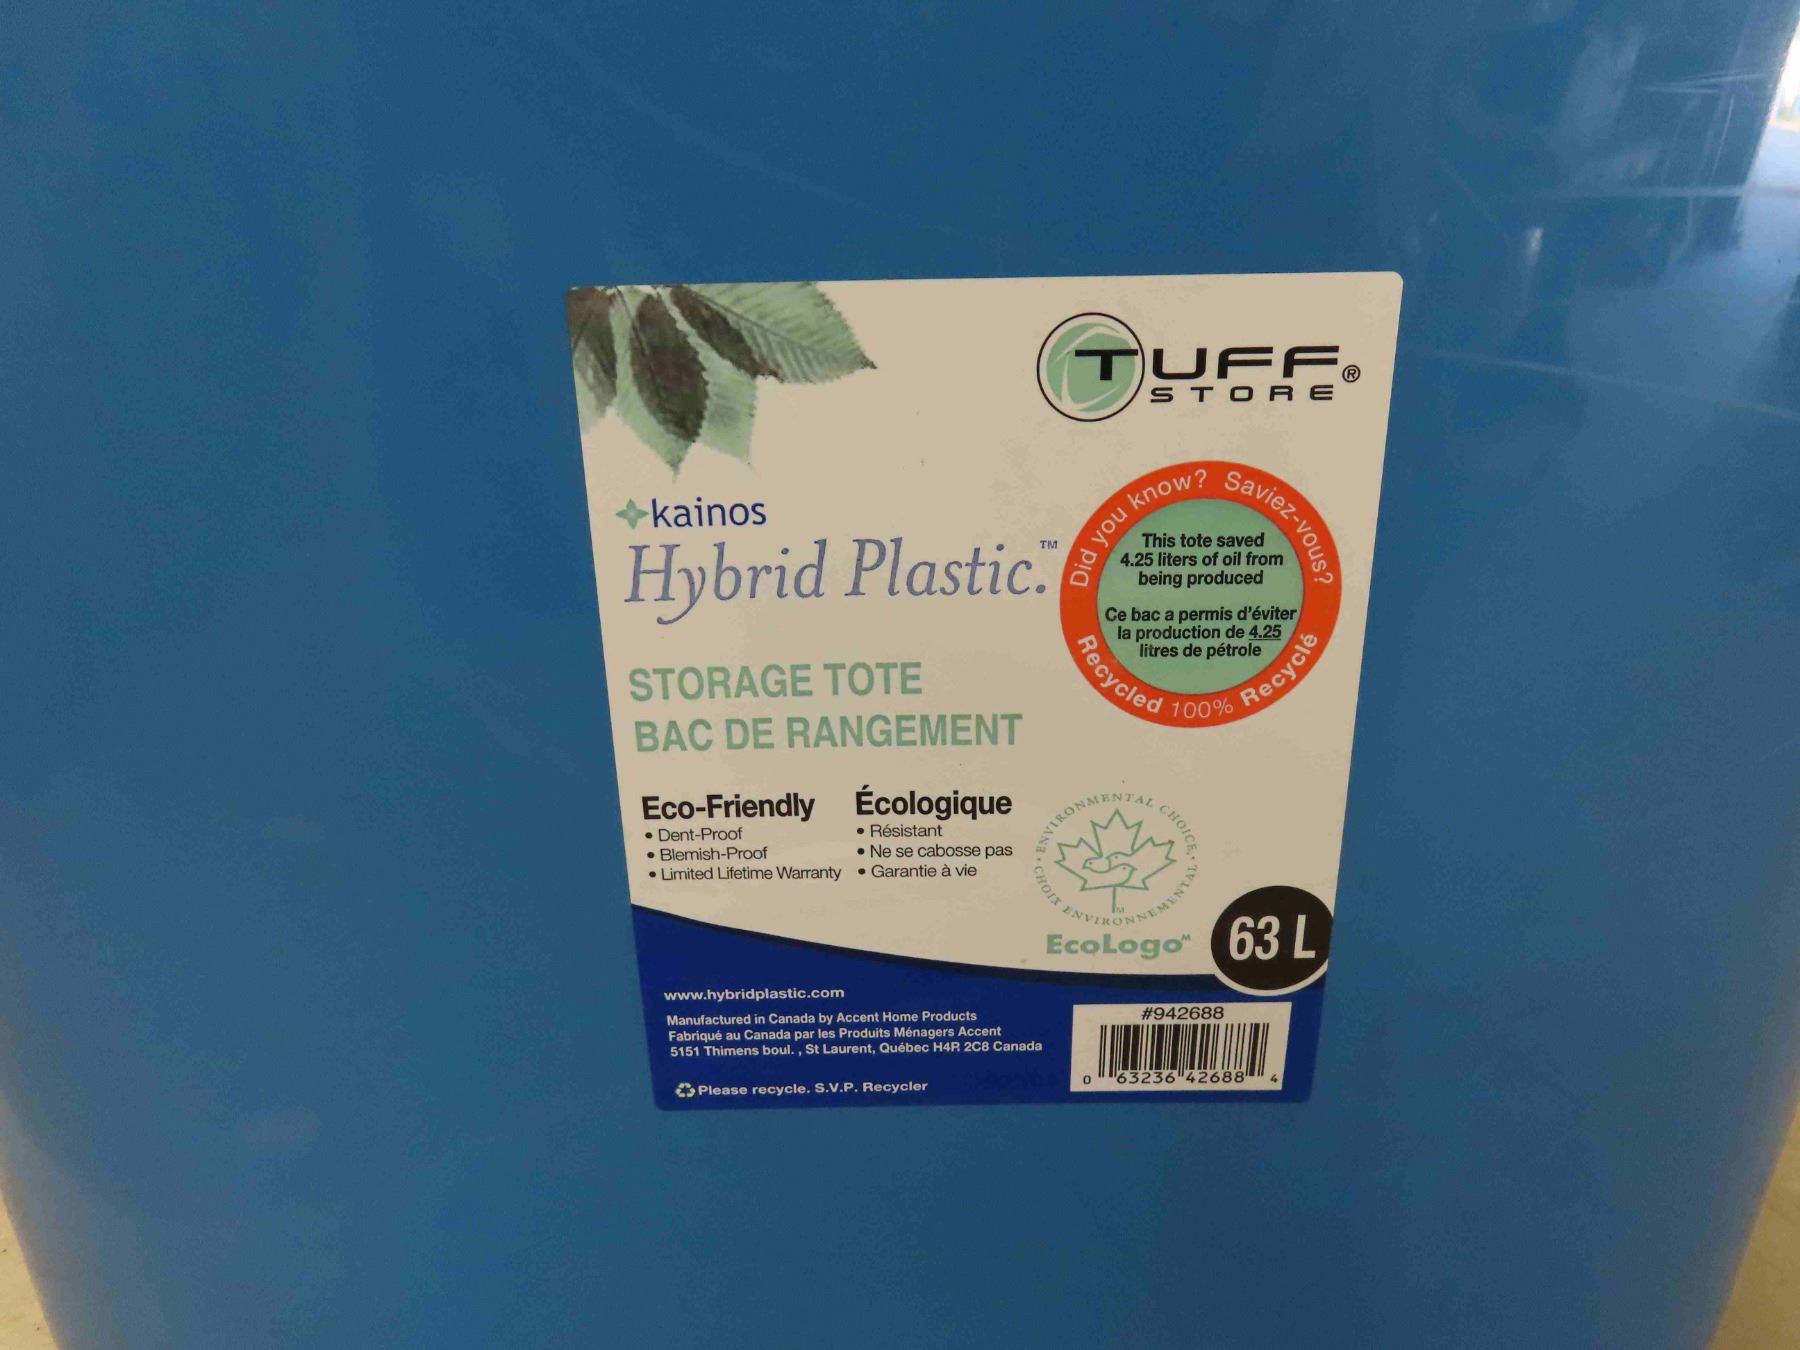 TUFF®
STORE
kainos
Hybrid Plastic.™
Did you know? Saviez-vous?
This tote saved
4.25 liters of oil from
being produced
Ce bac a permis d'éviter
la production de 4.25
litres de pétrole
Recycled 100% Recyclé
STORAGE TOTE
BAC DE RANGEMENT
Eco-Friendly
• Dent-Proof
• Blemish-Proof
• Limited Lifetime Warranty
Écologique
• Résistant
• Ne se cabosse pas
• Garantie à vie
• ENVIRONMENTAL CHOICE •
CHOIX ENVIRONNEMENTAL
M
EcoLogoᴹ
63 L
www.hybridplastic.com
Manufactured in Canada by Accent Home Products
Fabriqué au Canada par les Produits Ménagers Accent
5151 Thimens boul. , St Laurent, Québec H4R 2C8 Canada
Please recycle. S.V.P. Recycler
#942688
0 63236 42688 4